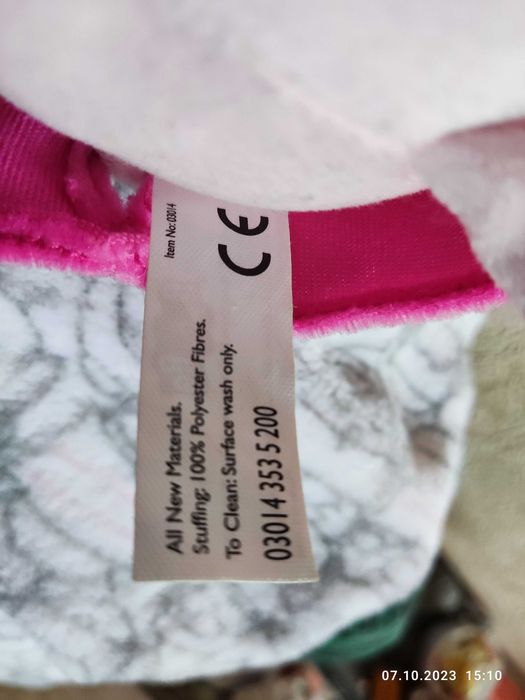 All New Materials.
Stuffing: 100% Polyester Fibres.
To Clean: Surface wash only.
03014 353 5 200
Item No: 03014
CE
07.10.2023 15:10